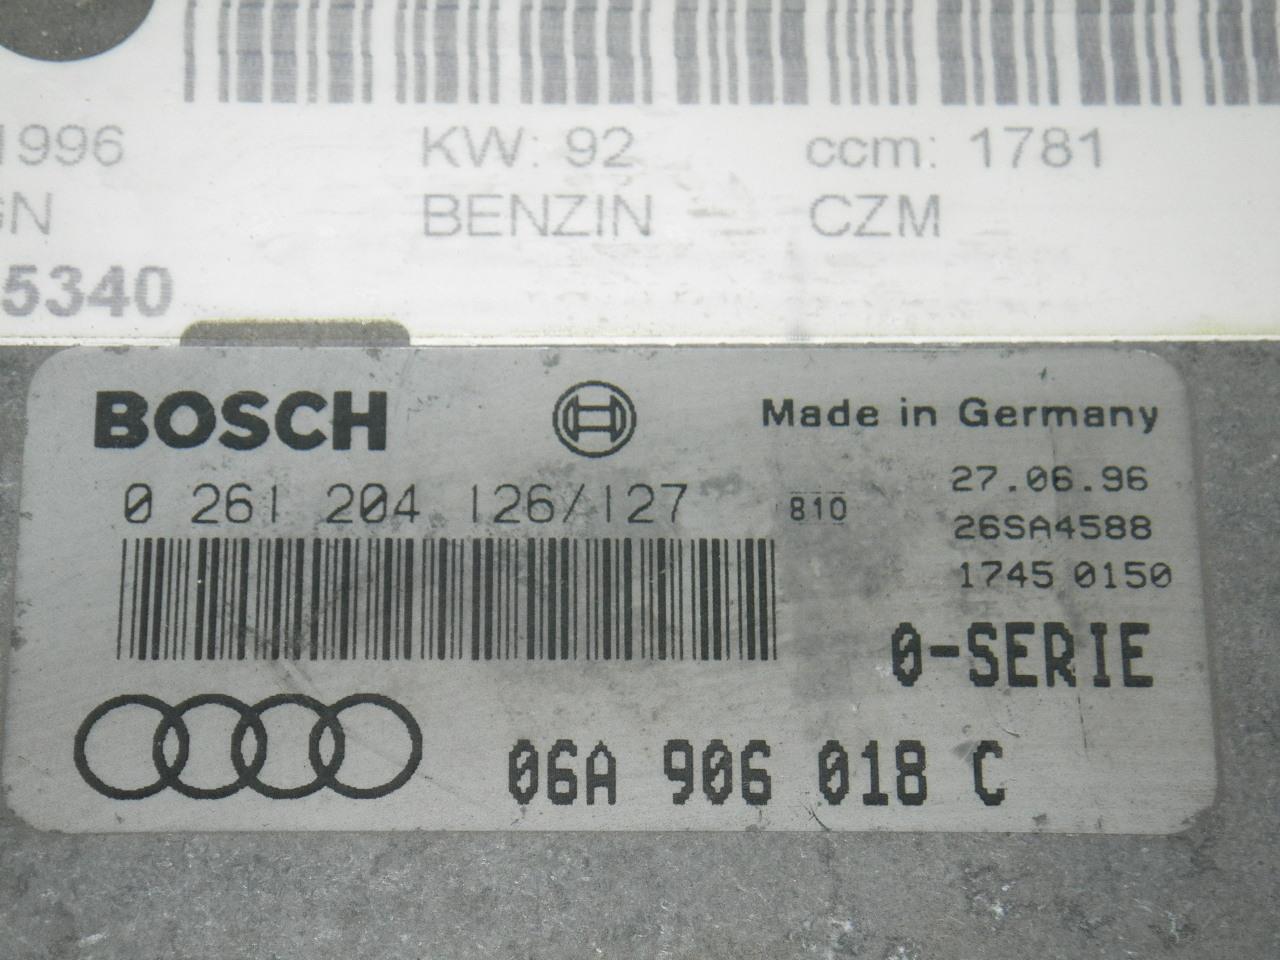 1996 KW: 92 ccm: 1781
GN BENZIN CZM
5340
BOSCH Made in Germany
0 261 204 126/127 810 27.06.96
26SA4588
1745 0150
0-SERIE
06A 906 018 C